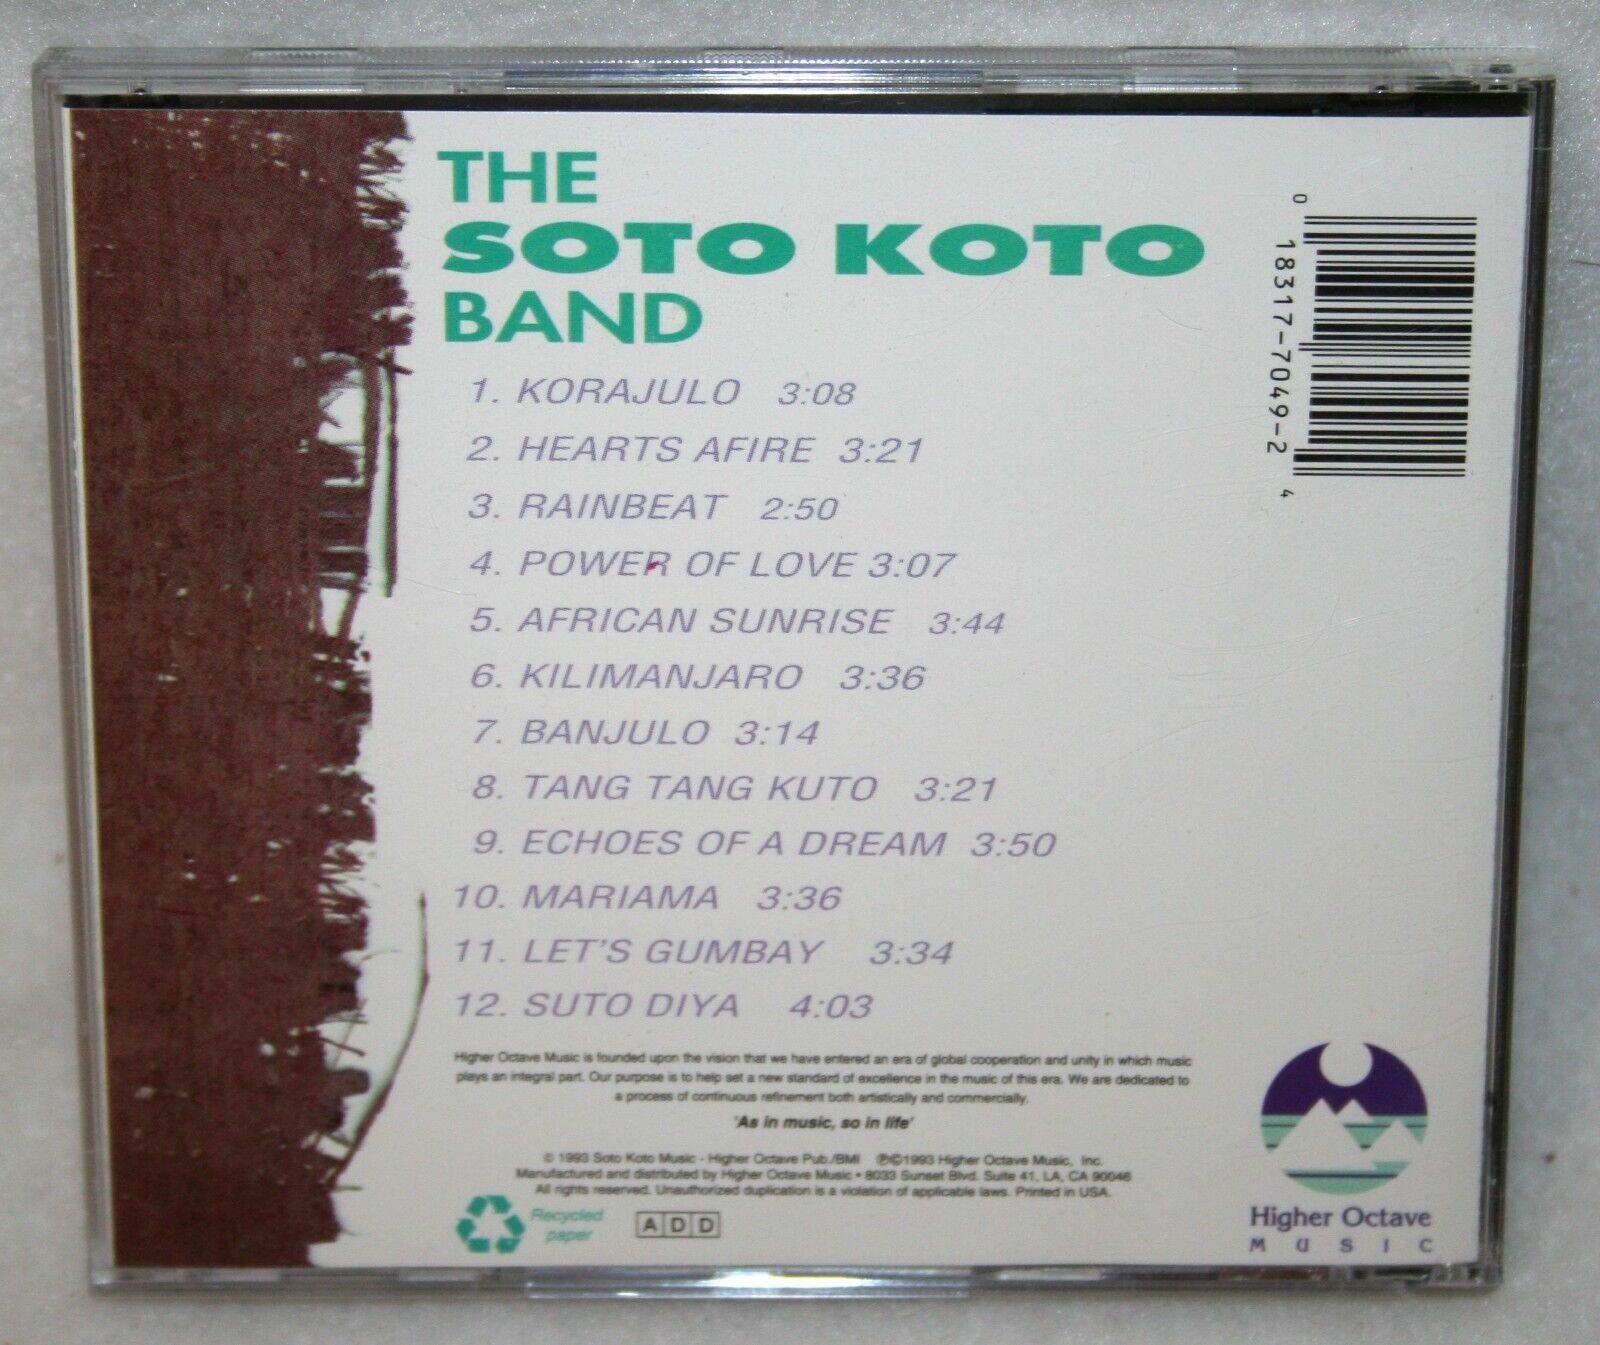 THE
SOTO KOTO
BAND
1. KORAJULO 3:08
2. HEARTS AFIRE 3:21
3. RAINBEAT 2:50
4. POWER OF LOVE 3:07
5. AFRICAN SUNRISE 3:44
6. KILIMANJARO 3:36
7. BANJULO 3:14
8. TANG TANG KUTO 3:21
9. ECHOES OF A DREAM 3:50
10. MARIAMA 3:36
11. LET'S GUMBAY 3:34
12. SUTO DIYA 4:03
0 18317-7049-2 4
Higher Octave Music is founded upon the vision that we have entered an era of global cooperation and unity in which music
plays an integral part. Our purpose is to help set a new standard of excellence in the music of this era. We are dedicated to
a process of continuous refinement both artistically and commercially.
'As in music, so in life'
© 1993 Soto Koto Music - Higher Octave Pub./BMI ℗©1993 Higher Octave Music, Inc.
Manufactured and distributed by Higher Octave Music • 8033 Sunset Blvd. Suite 41, LA, CA 90046
All rights reserved. Unauthorized duplication is a violation of applicable laws. Printed in USA.
Recycled
paper
A D D
Higher Octave
MUSIC